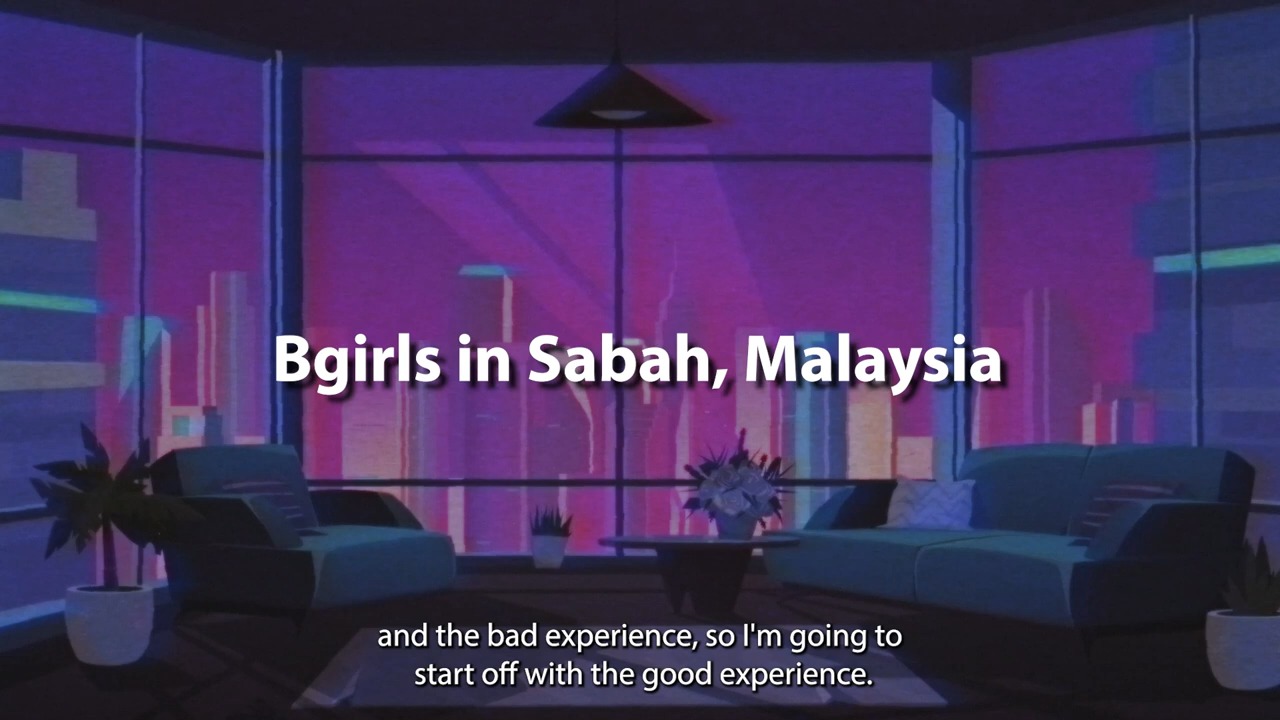 Bgirls in Sabah, Malaysia
and the bad experience, so I'm going to
start off with the good experience.